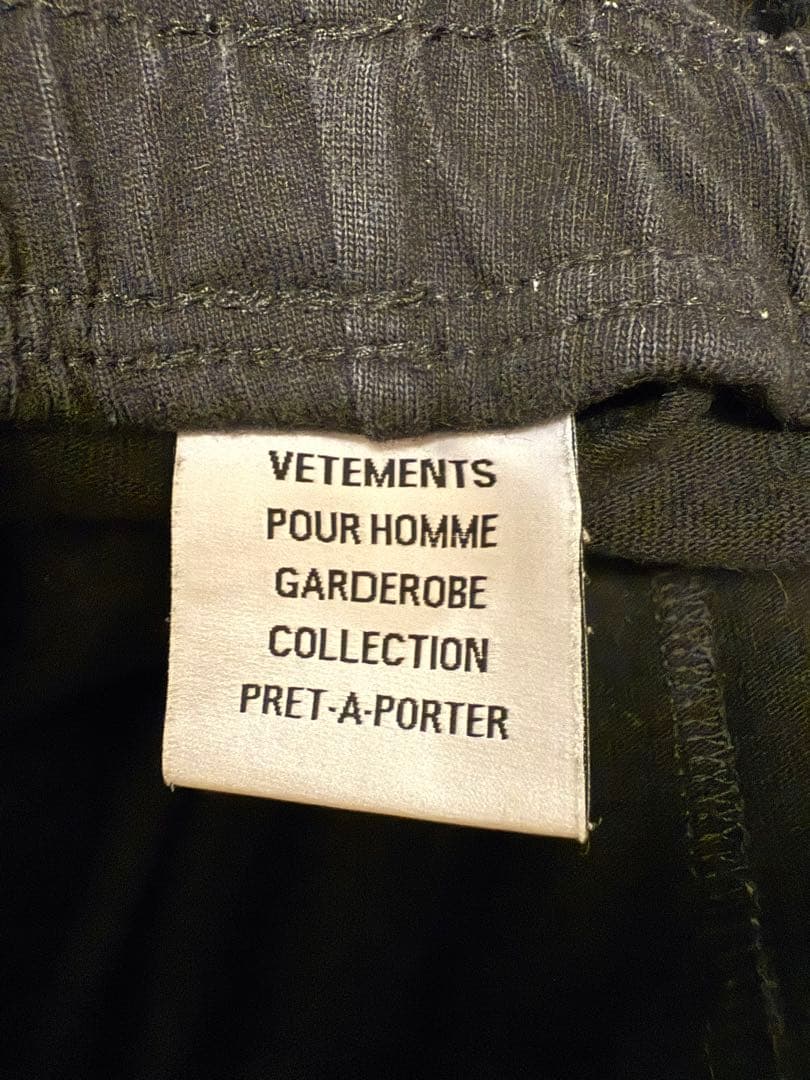 VETEMENTS
POUR HOMME
GARDEROBE
COLLECTION
PRET-A-PORTER